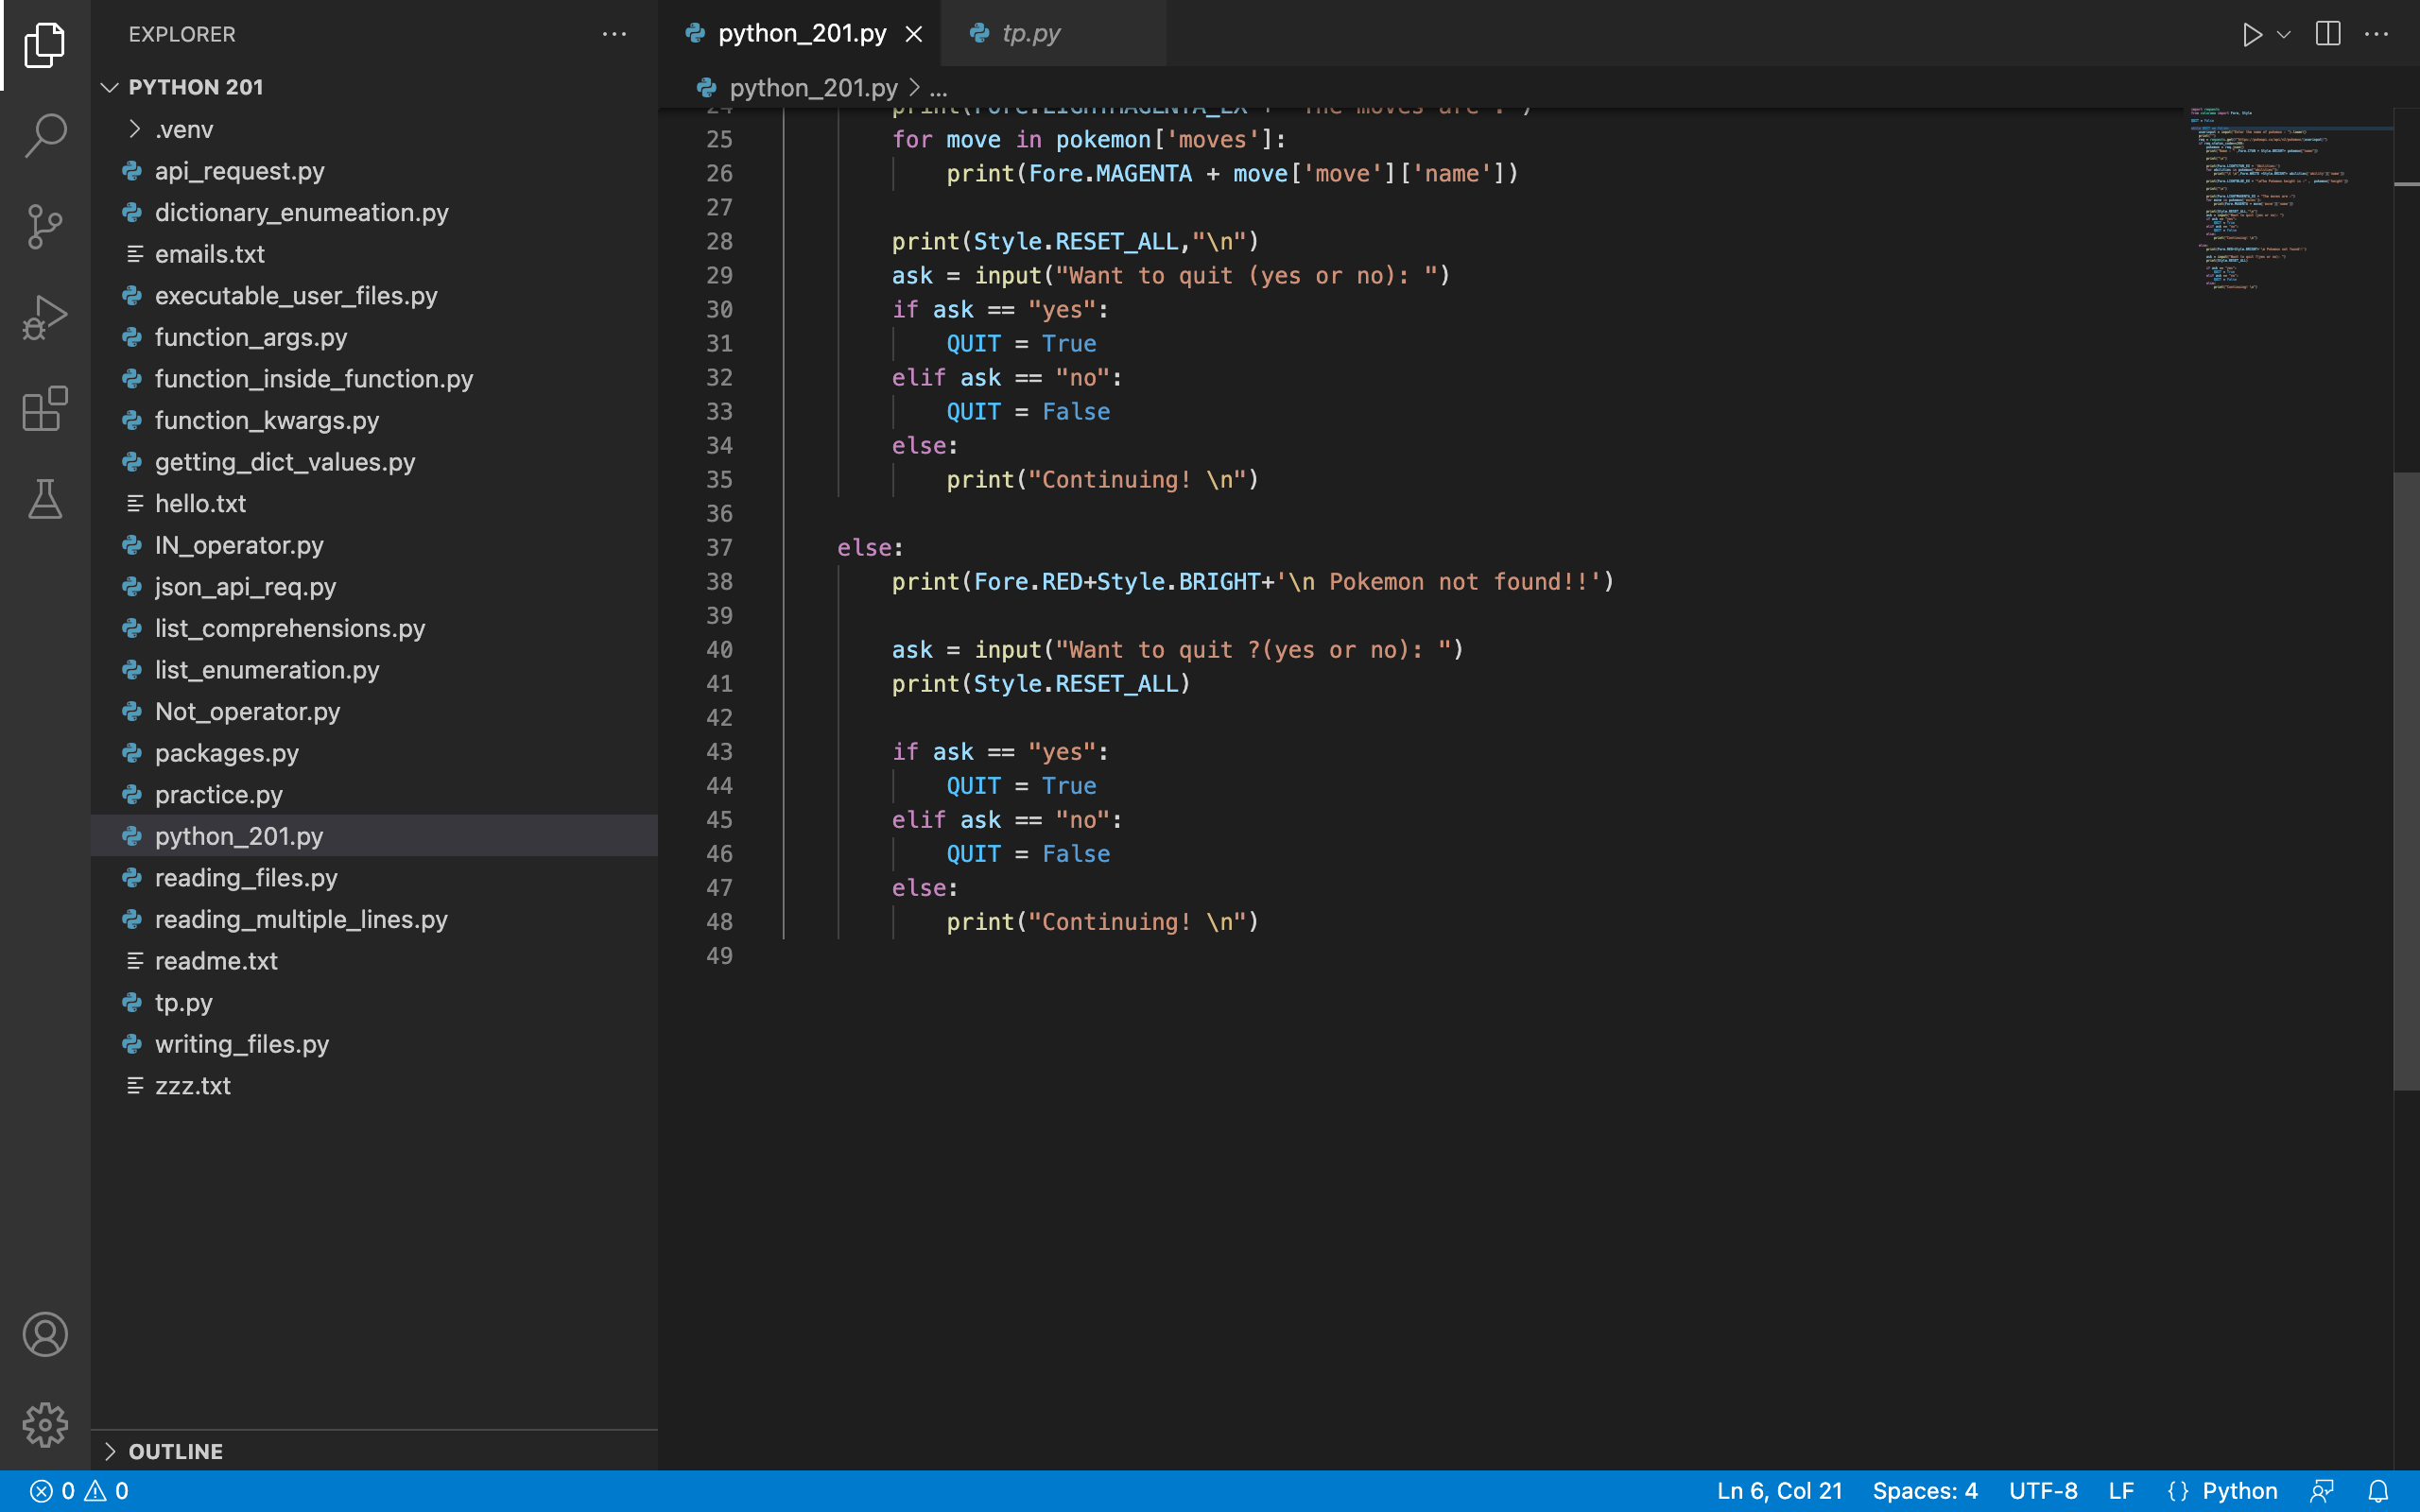 EXPLORER
PYTHON 201
.venv
api_request.py
dictionary_enumeation.py
emails.txt
executable_user_files.py
function_args.py
function_inside_function.py
function_kwargs.py
getting_dict_values.py
hello.txt
IN_operator.py
json_api_req.py
list_comprehensions.py
list_enumeration.py
Not_operator.py
packages.py
practice.py
python_201.py
reading_files.py
reading_multiple_lines.py
readme.txt
tp.py
writing_files.py
zzz.txt
OUTLINE
python_201.py
tp.py
python_201.py > ...
24 print(Fore.LIGHTMAGENTA_EX + "The moves are :")
25 for move in pokemon['moves']:
26 print(Fore.MAGENTA + move['move']['name'])
27
28 print(Style.RESET_ALL,"\n")
29 ask = input("Want to quit (yes or no): ")
30 if ask == "yes":
31 QUIT = True
32 elif ask == "no":
33 QUIT = False
34 else:
35 print("Continuing! \n")
36
37 else:
38 print(Fore.RED+Style.BRIGHT+'\n Pokemon not found!!')
39
40 ask = input("Want to quit ?(yes or no): ")
41 print(Style.RESET_ALL)
42
43 if ask == "yes":
44 QUIT = True
45 elif ask == "no":
46 QUIT = False
47 else:
48 print("Continuing! \n")
49
0 0
Ln 6, Col 21 Spaces: 4 UTF-8 LF {} Python